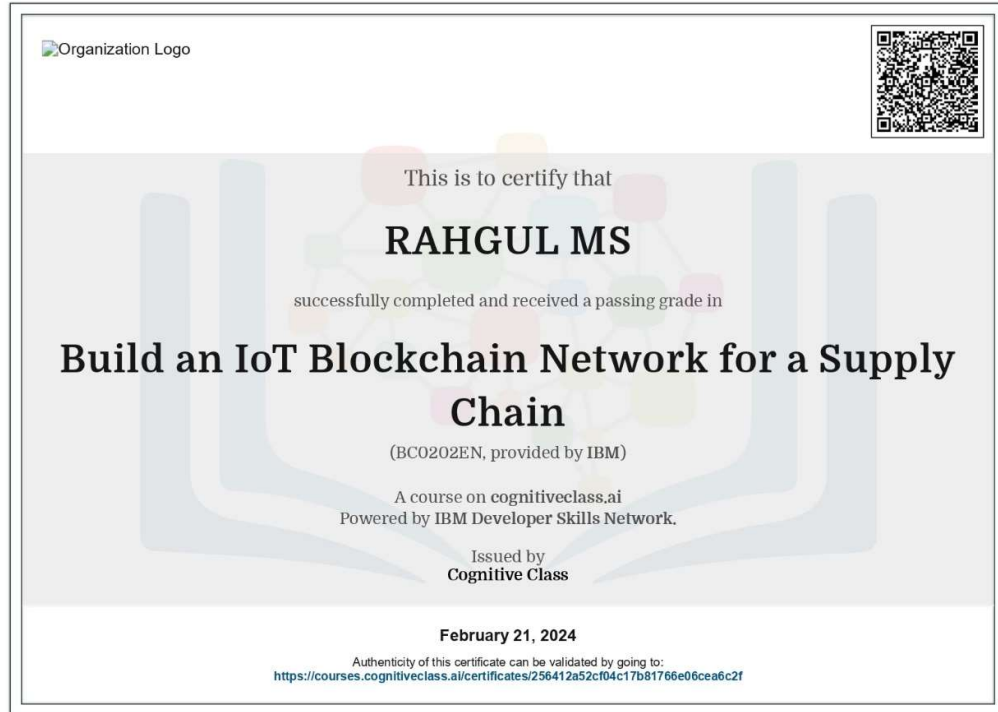 Organization Logo
This is to certify that
RAHGUL MS
successfully completed and received a passing grade in
Build an IoT Blockchain Network for a Supply
Chain
(BC0202EN, provided by IBM)
A course on cognitiveclass.ai
Powered by IBM Developer Skills Network.
Issued by
Cognitive Class
February 21, 2024
Authenticity of this certificate can be validated by going to:
https://courses.cognitiveclass.ai/certificates/256412a52cf04c17b81766e06cea6c2f